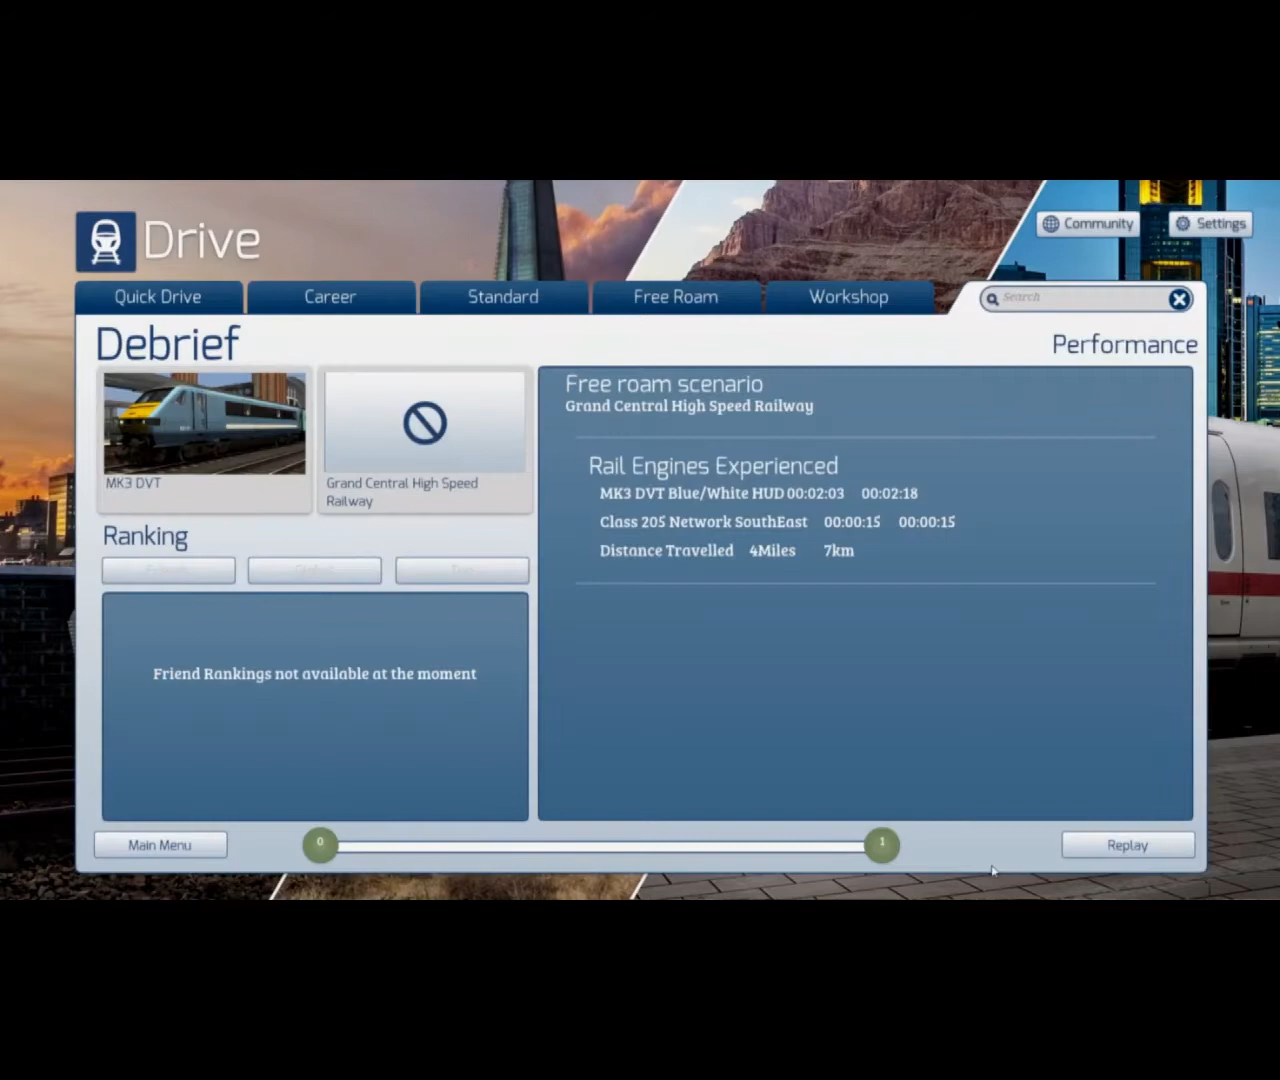 Drive
Community
Settings
Quick Drive
Career
Standard
Free Roam
Workshop
Search
Debrief
Performance
MK3 DVT
Grand Central High Speed
Railway
Free roam scenario
Grand Central High Speed Railway
Rail Engines Experienced
MK3 DVT Blue/White HUD 00:02:03 00:02:18
Class 205 Network SouthEast 00:00:15 00:00:15
Distance Travelled 4Miles 7km
Ranking
Friend Rankings not available at the moment
Main Menu
0
1
Replay